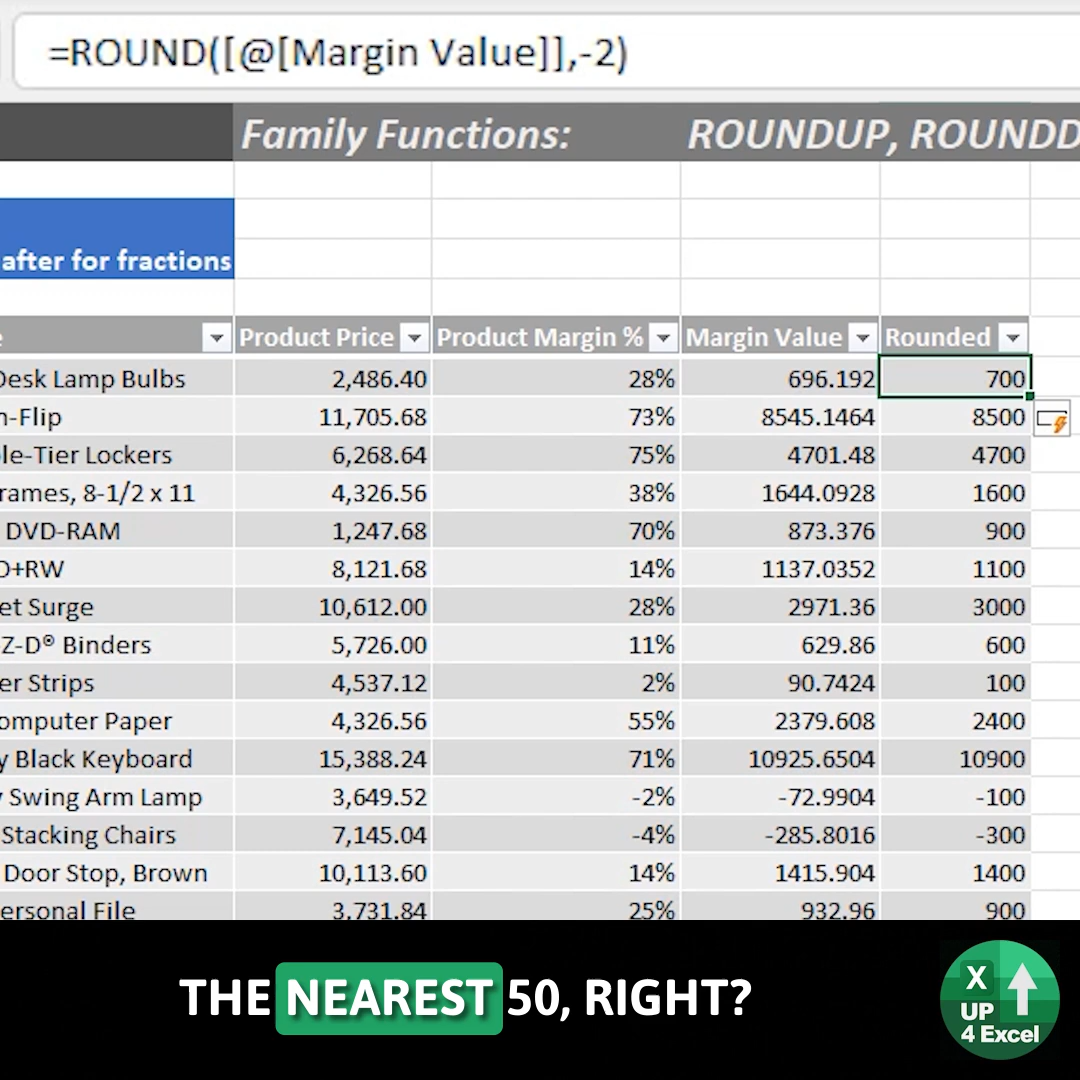 =ROUND([@[Margin Value]],-2)
Family Functions: ROUNDUP, ROUNDD
after for fractions
e Product Price Product Margin % Margin Value Rounded
Desk Lamp Bulbs 2,486.40 28% 696.192 700
n-Flip 11,705.68 73% 8545.1464 8500
le-Tier Lockers 6,268.64 75% 4701.48 4700
rames, 8-1/2 x 11 4,326.56 38% 1644.0928 1600
DVD-RAM 1,247.68 70% 873.376 900
D+RW 8,121.68 14% 1137.0352 1100
et Surge 10,612.00 28% 2971.36 3000
Z-D® Binders 5,726.00 11% 629.86 600
er Strips 4,537.12 2% 90.7424 100
omputer Paper 4,326.56 55% 2379.608 2400
y Black Keyboard 15,388.24 71% 10925.6504 10900
y Swing Arm Lamp 3,649.52 -2% -72.9904 -100
Stacking Chairs 7,145.04 -4% -285.8016 -300
Door Stop, Brown 10,113.60 14% 1415.904 1400
ersonal File 3,731.84 25% 932.96 900
THE NEAREST 50, RIGHT?
X
UP
4 Excel